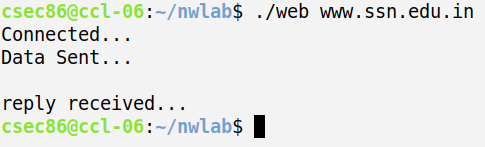 csec86@ccl-06:~/nwlab$ ./web www.ssn.edu.in
Connected...
Data Sent...
reply received...
csec86@ccl-06:~/nwlab$